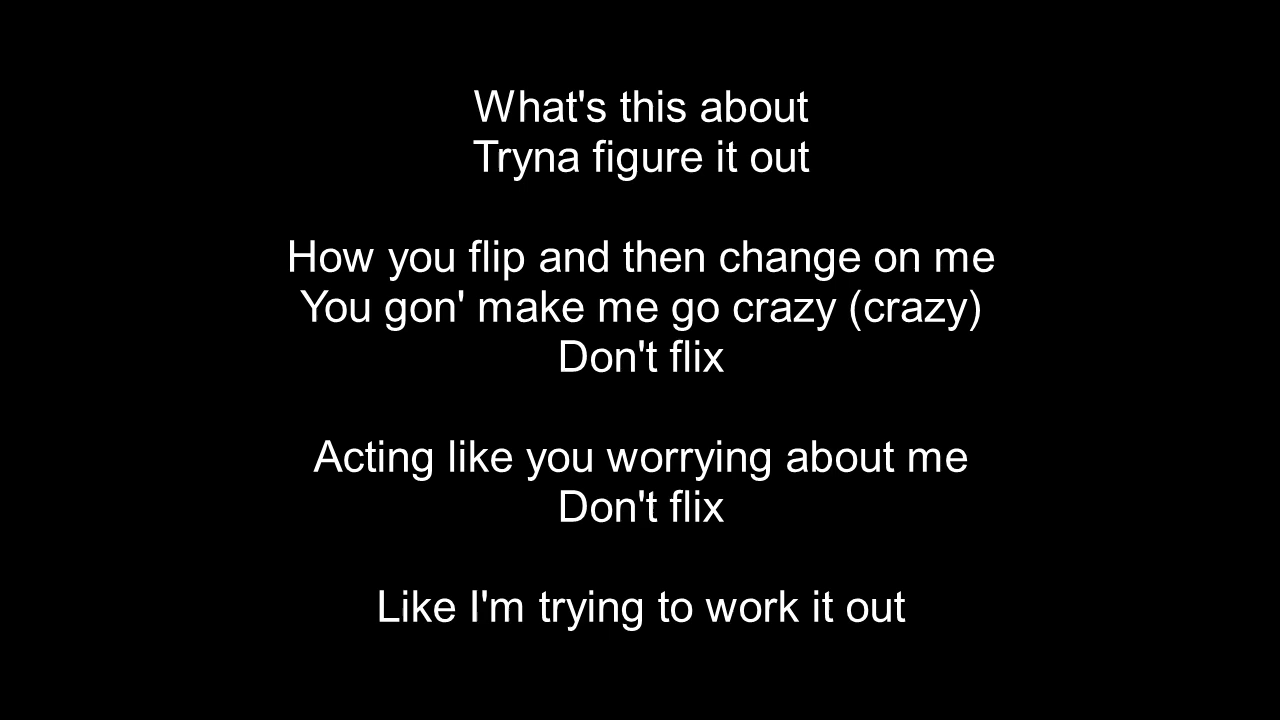 What's this about
Tryna figure it out
How you flip and then change on me
You gon' make me go crazy (crazy)
Don't flix
Acting like you worrying about me
Don't flix
Like I'm trying to work it out